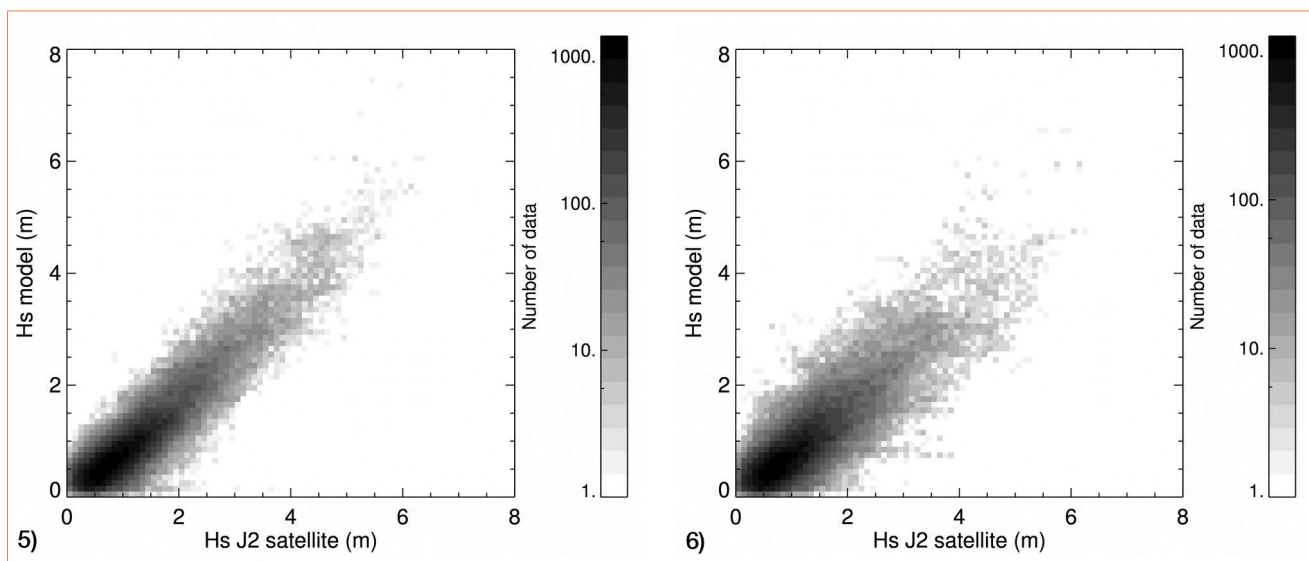 8
6
4
2
0
Hs model (m)
0 2 4 6 8
Hs J2 satellite (m)
1000.
100.
10.
1.
Number of data
5)
8
6
4
2
0
Hs model (m)
0 2 4 6 8
Hs J2 satellite (m)
1000.
100.
10.
1.
Number of data
6)